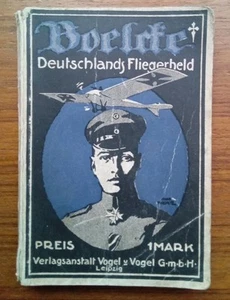 Boelcke
Deutschlands Fliegerheld
PREIS 1 MARK
Verlagsanstalt Vogel & Vogel G·m·b·H·
Leipzig